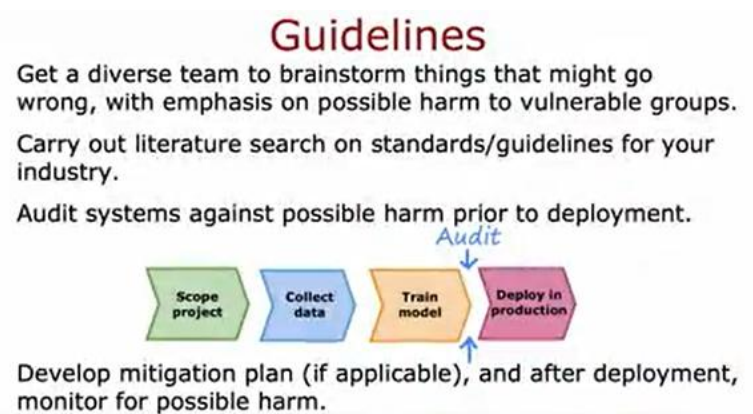 Guidelines
Get a diverse team to brainstorm things that might go
wrong, with emphasis on possible harm to vulnerable groups.
Carry out literature search on standards/guidelines for your
industry.
Audit systems against possible harm prior to deployment.
Audit
Scope
project
Collect
data
Train
model
Deploy in
production
Develop mitigation plan (if applicable), and after deployment,
monitor for possible harm.